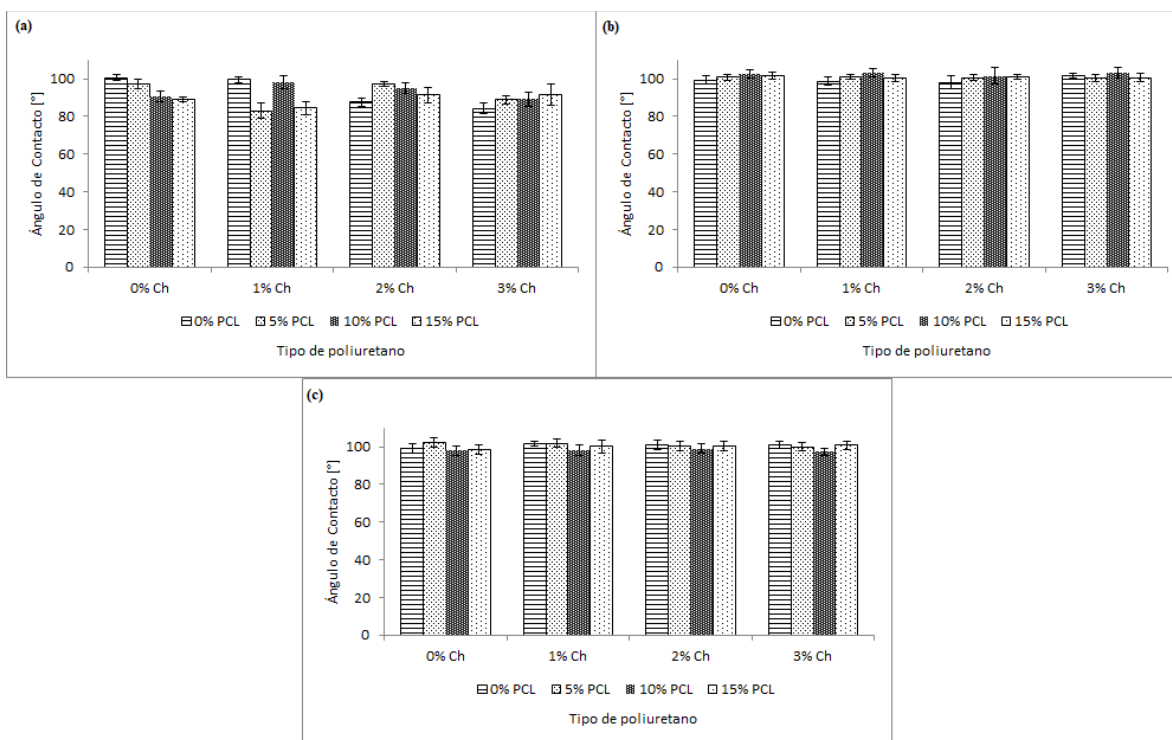 (a)
Ángulo de Contacto [°]
100
80
60
40
20
0
0% Ch 1% Ch 2% Ch 3% Ch
0% PCL 5% PCL 10% PCL 15% PCL
Tipo de poliuretano
(b)
Ángulo de Contacto [°]
100
80
60
40
20
0
0% Ch 1% Ch 2% Ch 3% Ch
0% PCL 5% PCL 10% PCL 15% PCL
Tipo de poliuretano
(c)
Ángulo de Contacto [°]
100
80
60
40
20
0
0% Ch 1% Ch 2% Ch 3% Ch
0% PCL 5% PCL 10% PCL 15% PCL
Tipo de poliuretano